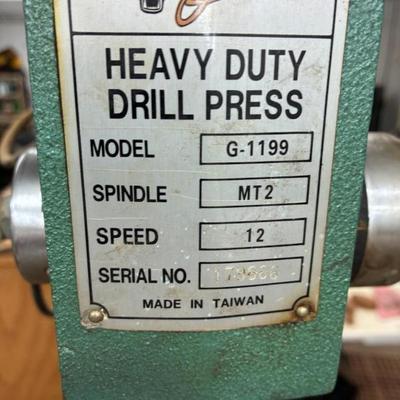 HEAVY DUTY
DRILL PRESS
MODEL G-1199
SPINDLE MT2
SPEED 12
SERIAL NO.
MADE IN TAIWAN